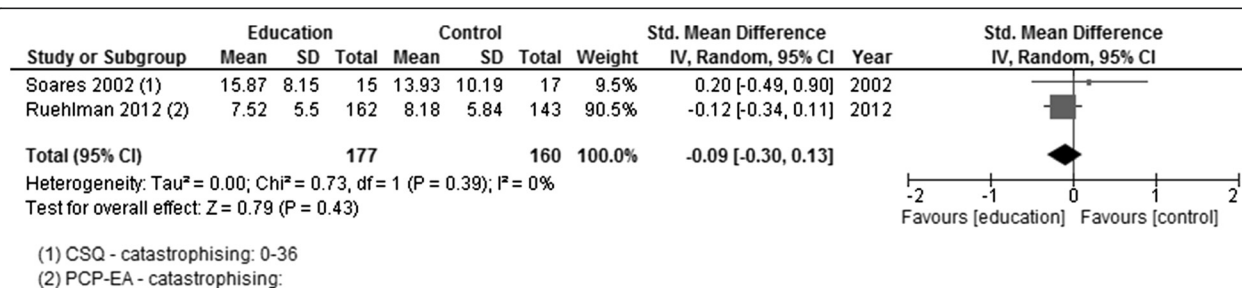 Education Control Std. Mean Difference Std. Mean Difference
Study or Subgroup Mean SD Total Mean SD Total Weight IV, Random, 95% CI Year IV, Random, 95% CI
Soares 2002 (1) 15.87 8.15 15 13.93 10.19 17 9.5% 0.20 [-0.49, 0.90] 2002
Ruehlman 2012 (2) 7.52 5.5 162 8.18 5.84 143 90.5% -0.12 [-0.34, 0.11] 2012
Total (95% CI) 177 160 100.0% -0.09 [-0.30, 0.13]
Heterogeneity: Tau² = 0.00; Chi² = 0.73, df = 1 (P = 0.39); I² = 0%
Test for overall effect: Z = 0.79 (P = 0.43)
-2 -1 0 1 2
Favours [education] Favours [control]
(1) CSQ - catastrophising: 0-36
(2) PCP-EA - catastrophising: